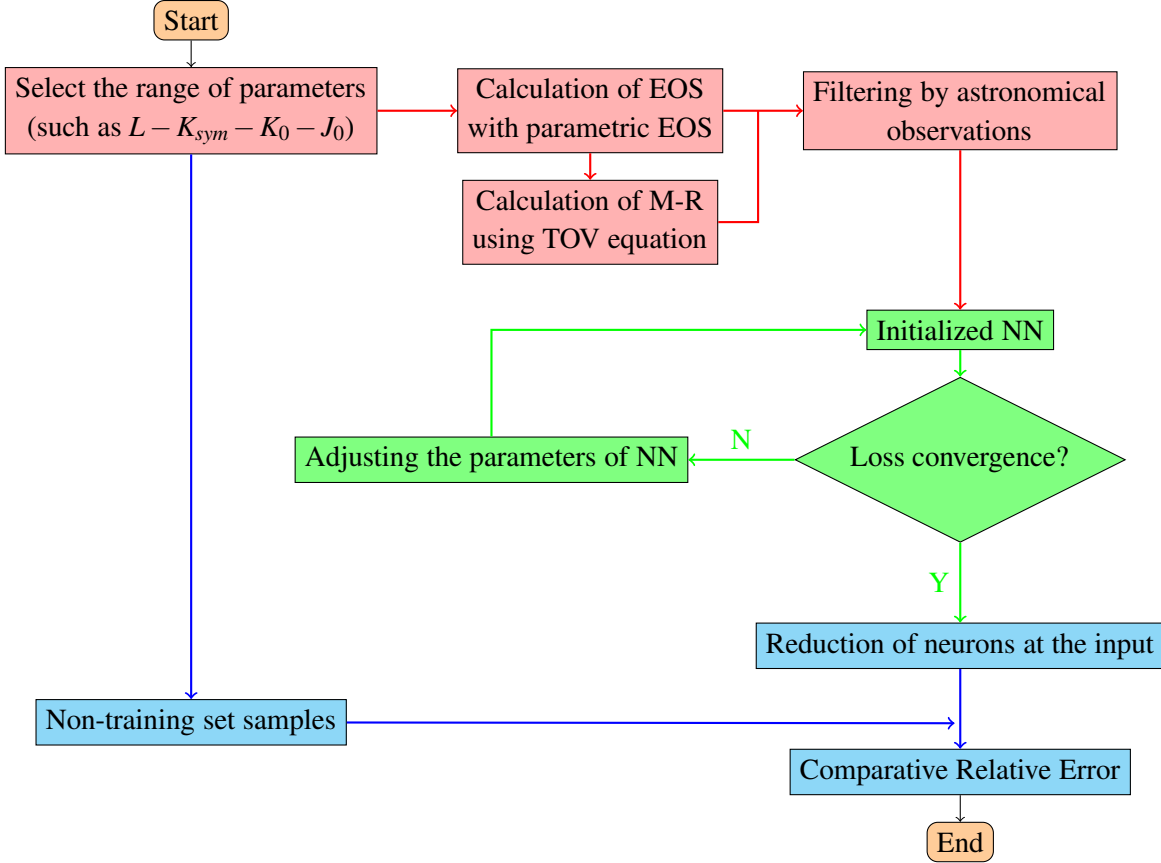 Start
Select the range of parameters
(such as L − K_sym − K_0 − J_0)
Calculation of EOS
with parametric EOS
Filtering by astronomical
observations
Calculation of M-R
using TOV equation
Initialized NN
Loss convergence?
N
Adjusting the parameters of NN
Y
Reduction of neurons at the input
Non-training set samples
Comparative Relative Error
End